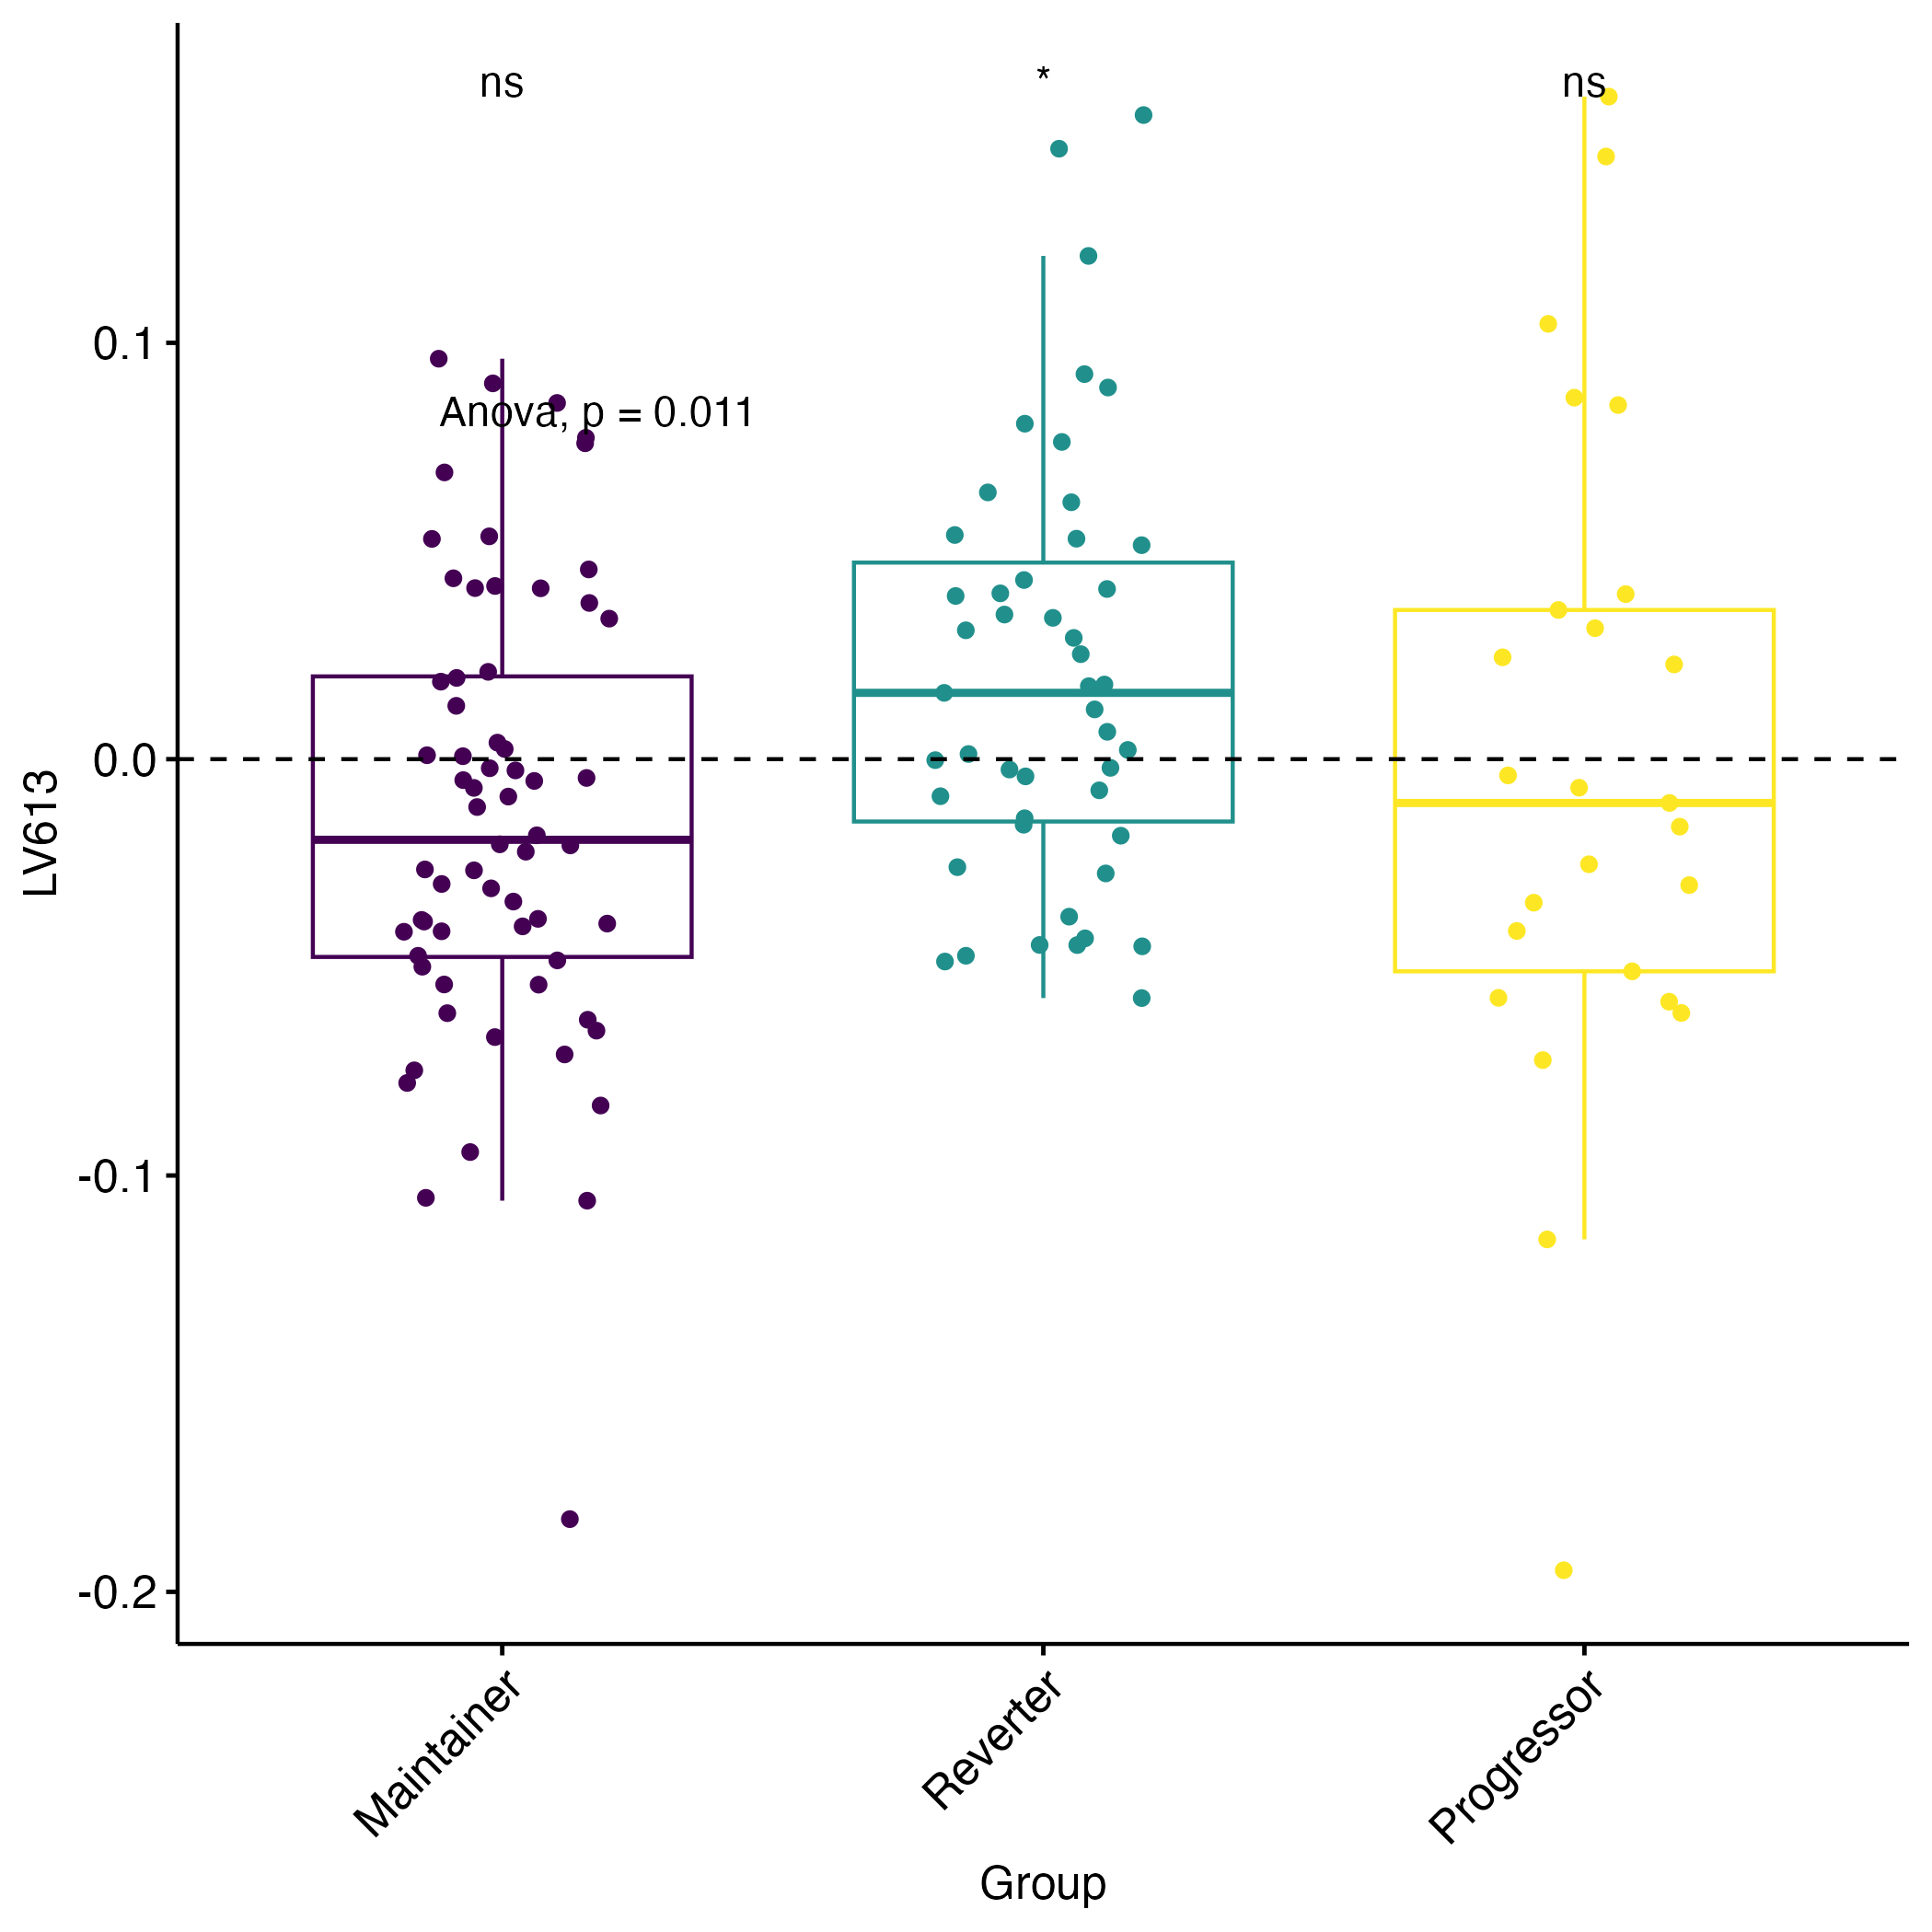 ns
*
ns
0.1
Anova, p = 0.011
0.0
LV613
-0.1
-0.2
Maintainer
Reverter
Progressor
Group